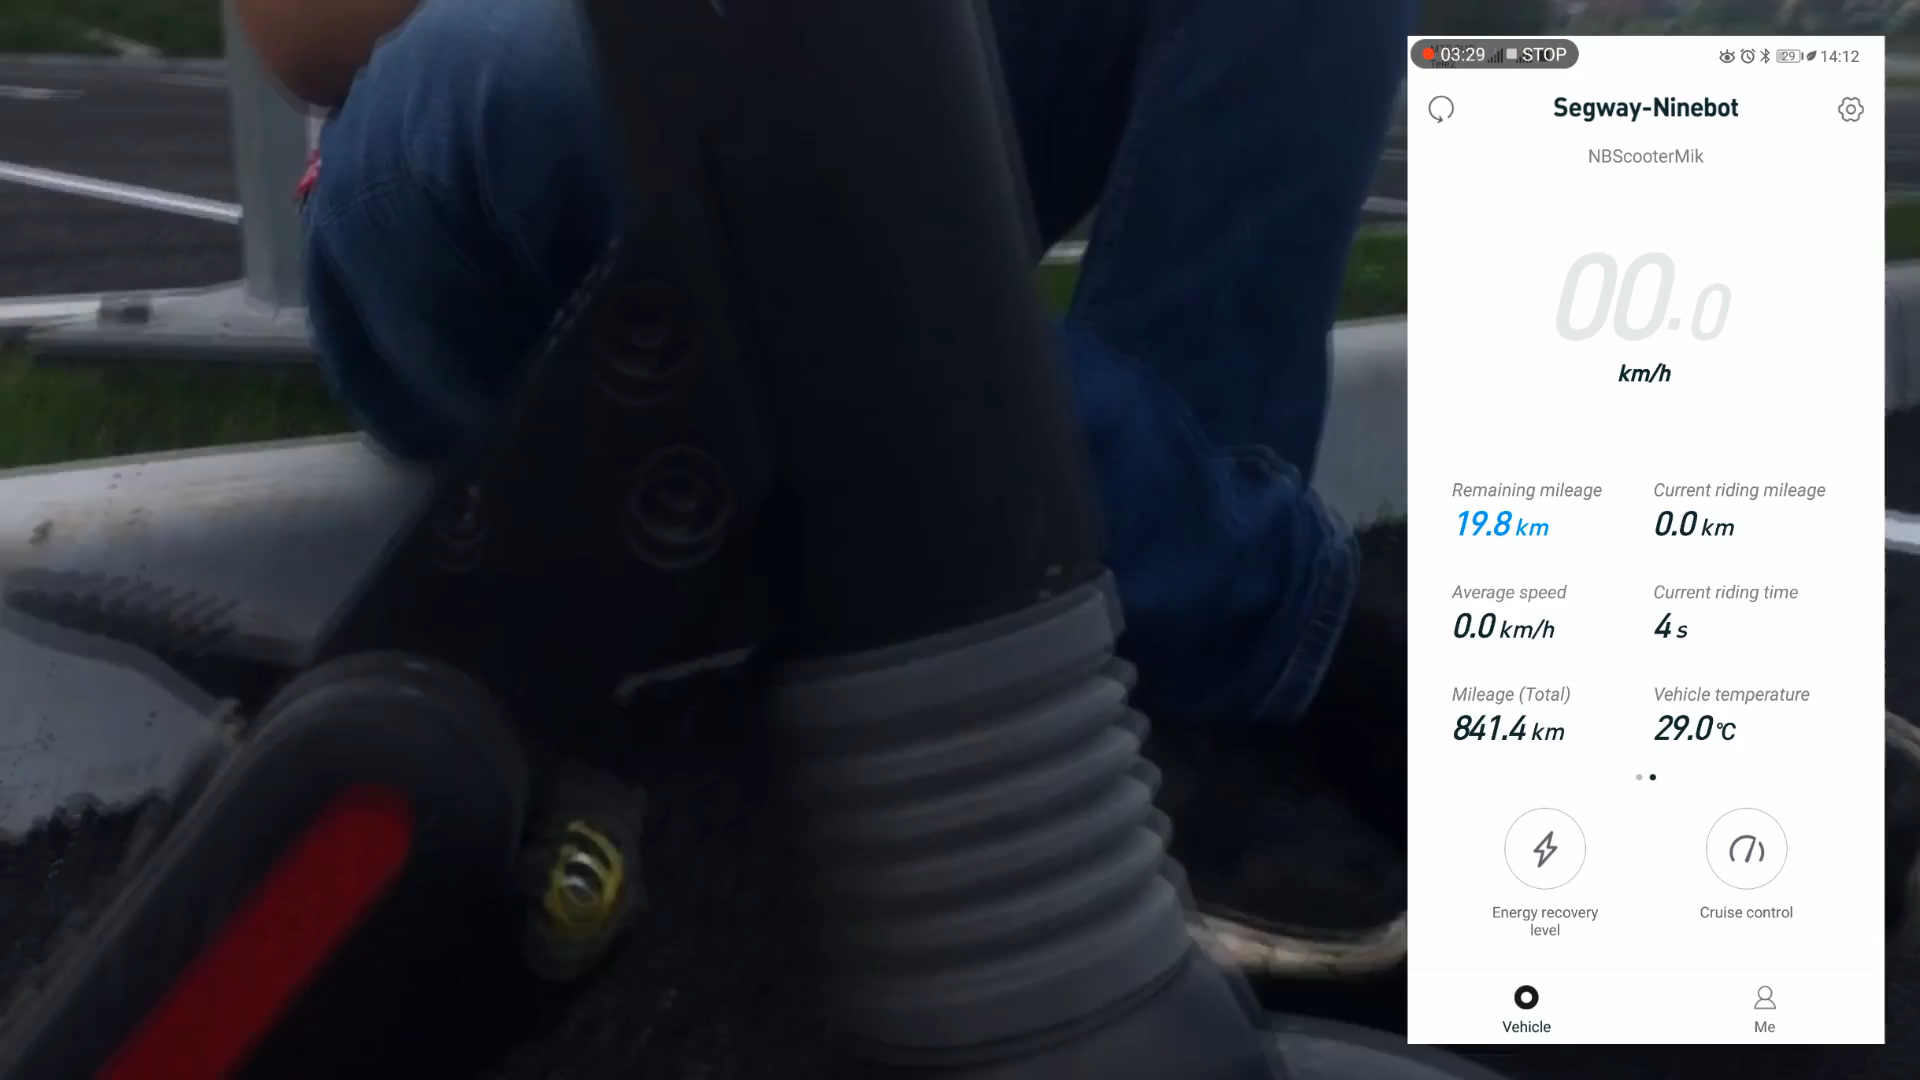 03:29 STOP
29 14:12
Segway-Ninebot
NBScooterMik
00.0
km/h
Remaining mileage Current riding mileage
19.8 km 0.0 km
Average speed Current riding time
0.0 km/h 4 s
Mileage (Total) Vehicle temperature
841.4 km 29.0 °C
Energy recovery level Cruise control
Vehicle Me